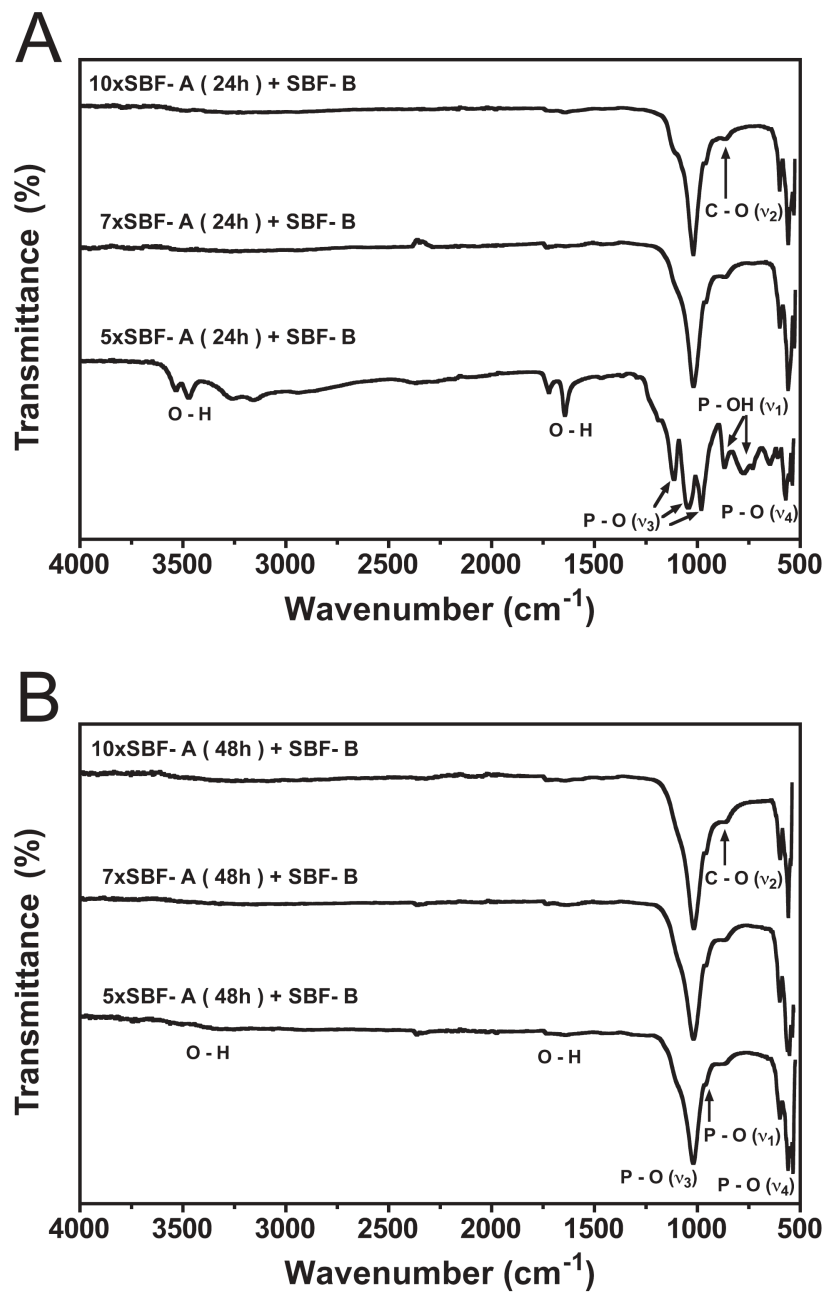 A
10xSBF- A ( 24h ) + SBF- B
C - O (ν₂)
7xSBF- A ( 24h ) + SBF- B
5xSBF- A ( 24h ) + SBF- B
P - OH (ν₁)
O - H
O - H
P - O (ν₃)
P - O (ν₄)
Transmittance (%)
4000 3500 3000 2500 2000 1500 1000 500
Wavenumber (cm⁻¹)
B
10xSBF- A ( 48h ) + SBF- B
C - O (ν₂)
7xSBF- A ( 48h ) + SBF- B
5xSBF- A ( 48h ) + SBF- B
O - H
O - H
P - O (ν₁)
P - O (ν₃)
P - O (ν₄)
Transmittance (%)
4000 3500 3000 2500 2000 1500 1000 500
Wavenumber (cm⁻¹)